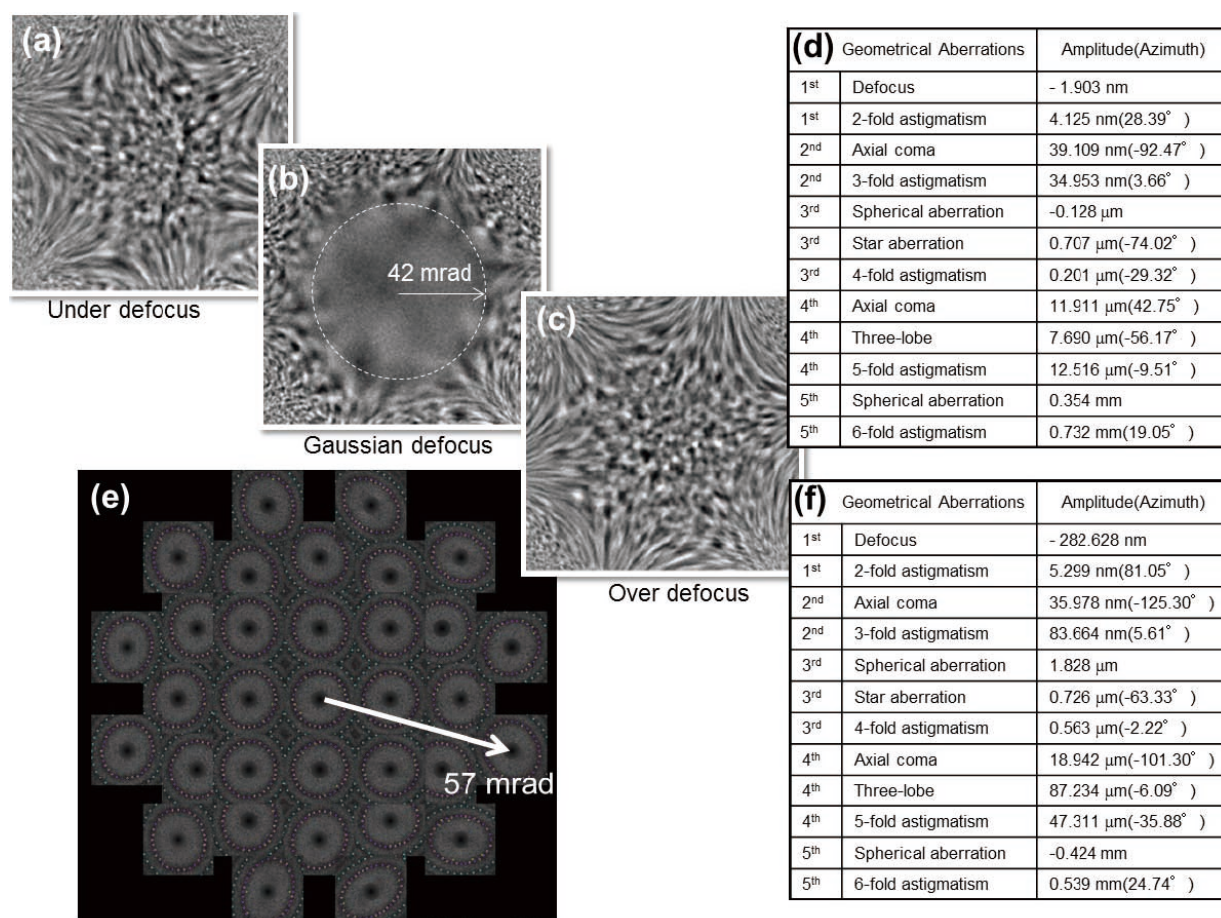 (a)
Under defocus
(b)
42 mrad
Gaussian defocus
(c)
Over defocus
(d) Geometrical Aberrations Amplitude(Azimuth)
1st Defocus - 1.903 nm
1st 2-fold astigmatism 4.125 nm(28.39° )
2nd Axial coma 39.109 nm(-92.47° )
2nd 3-fold astigmatism 34.953 nm(3.66° )
3rd Spherical aberration -0.128 μm
3rd Star aberration 0.707 μm(-74.02° )
3rd 4-fold astigmatism 0.201 μm(-29.32° )
4th Axial coma 11.911 μm(42.75° )
4th Three-lobe 7.690 μm(-56.17° )
4th 5-fold astigmatism 12.516 μm(-9.51° )
5th Spherical aberration 0.354 mm
5th 6-fold astigmatism 0.732 mm(19.05° )
(e)
57 mrad
(f) Geometrical Aberrations Amplitude(Azimuth)
1st Defocus - 282.628 nm
1st 2-fold astigmatism 5.299 nm(81.05° )
2nd Axial coma 35.978 nm(-125.30° )
2nd 3-fold astigmatism 83.664 nm(5.61° )
3rd Spherical aberration 1.828 μm
3rd Star aberration 0.726 μm(-63.33° )
3rd 4-fold astigmatism 0.563 μm(-2.22° )
4th Axial coma 18.942 μm(-101.30° )
4th Three-lobe 87.234 μm(-6.09° )
4th 5-fold astigmatism 47.311 μm(-35.88° )
5th Spherical aberration -0.424 mm
5th 6-fold astigmatism 0.539 mm(24.74° )